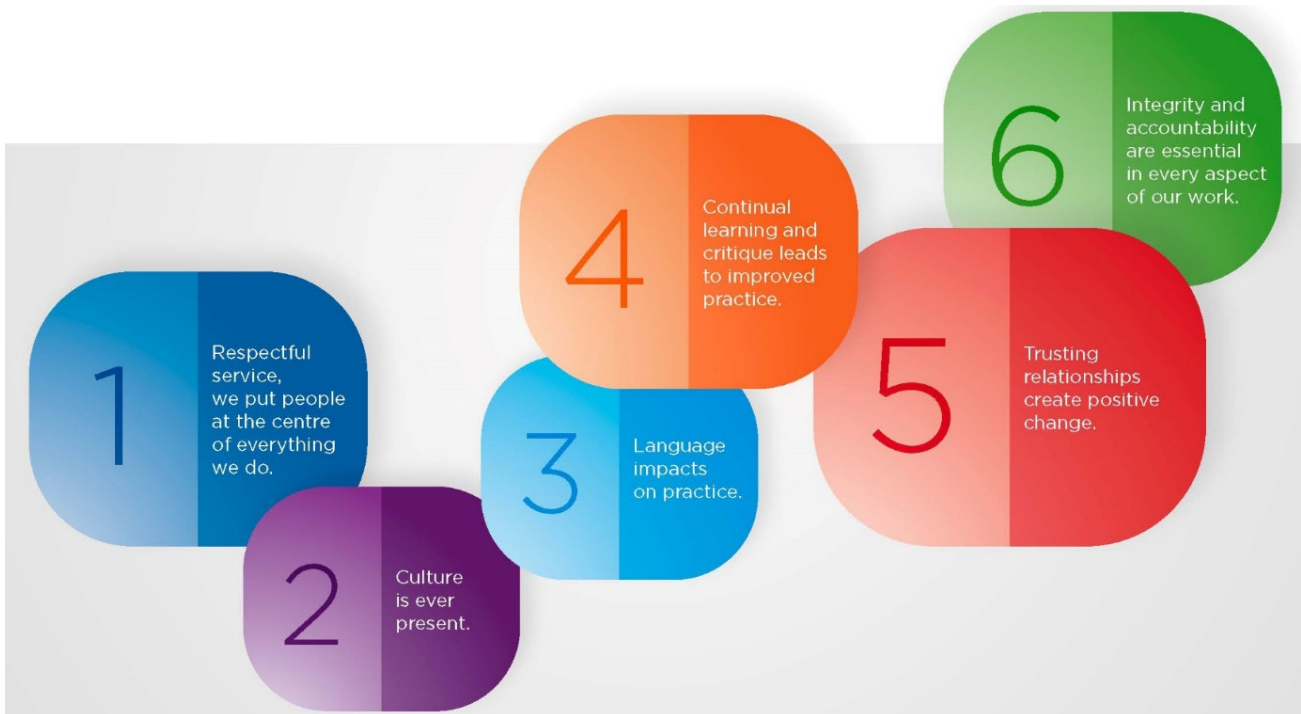 1
Respectful
service,
we put people
at the centre
of everything
we do.
2
Culture
is ever
present.
3
Language
impacts
on practice.
4
Continual
learning and
critique leads
to improved
practice.
5
Trusting
relationships
create positive
change.
6
Integrity and
accountability
are essential
in every aspect
of our work.